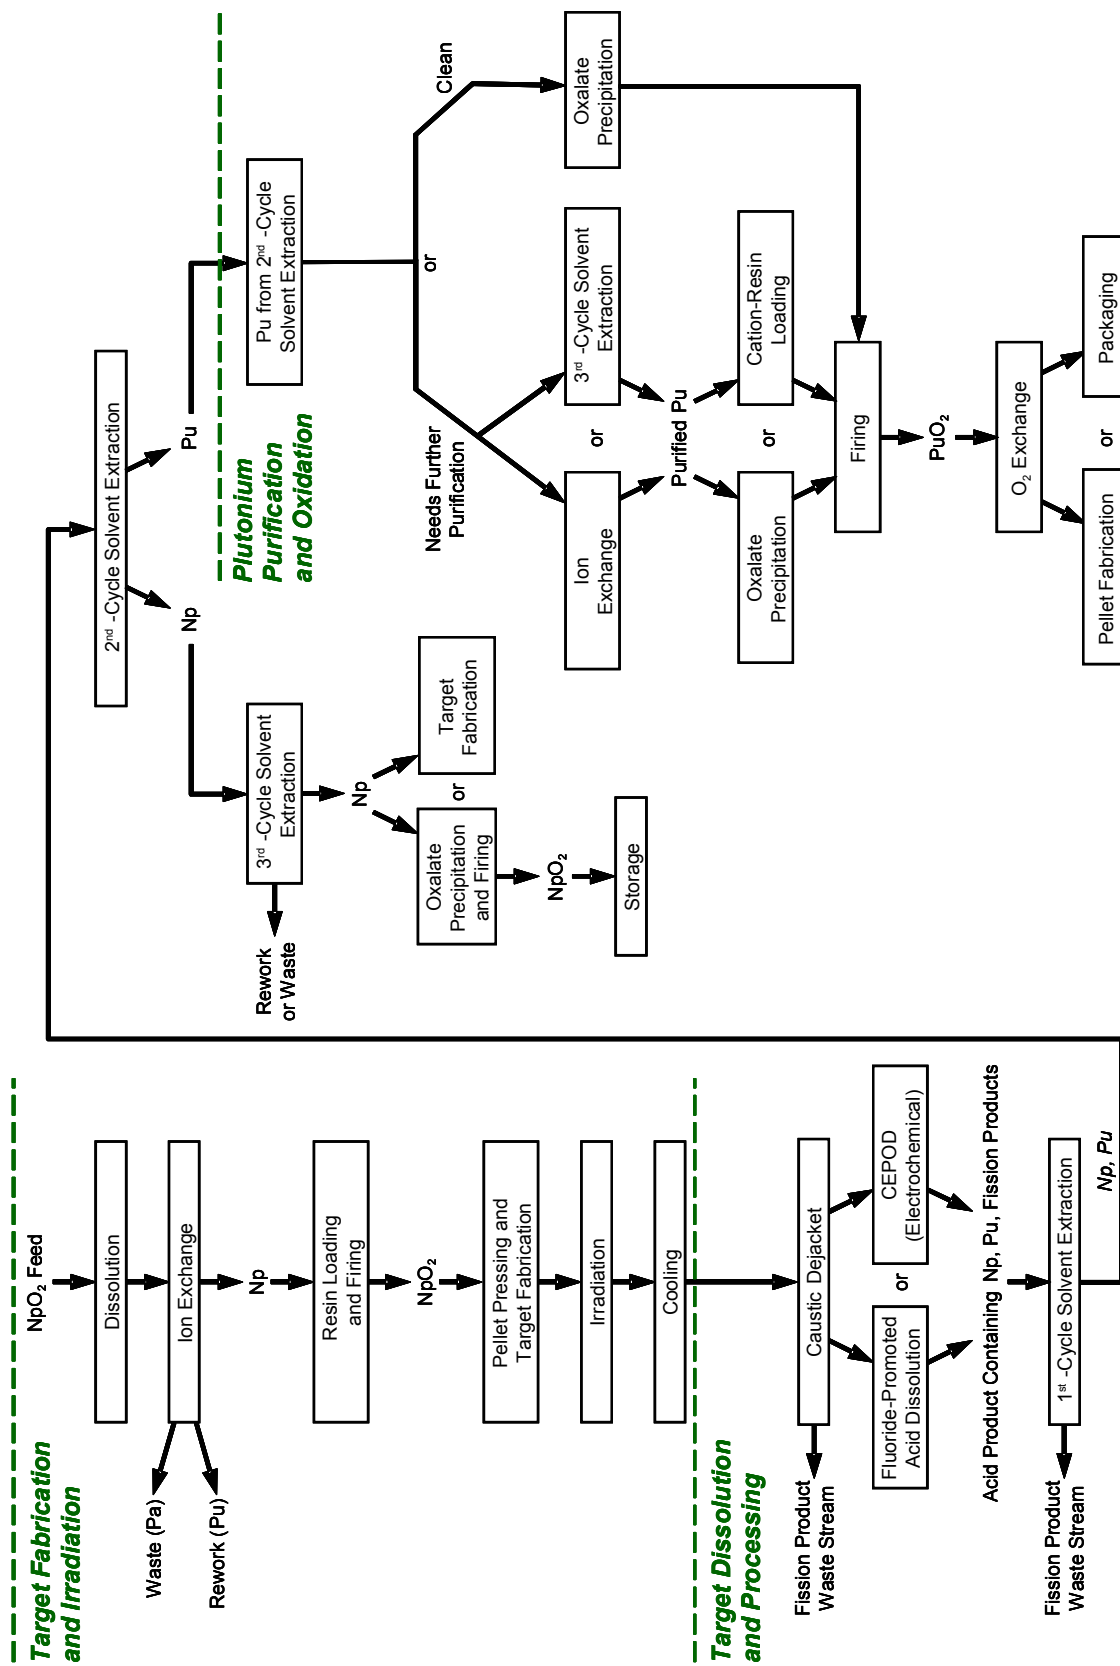 Target Fabrication
and Irradiation
NpO₂ Feed
Dissolution
Ion Exchange
Waste (Pa)
Rework (Pu)
Np
Resin Loading
and Firing
NpO₂
Pellet Pressing and
Target Fabrication
Irradiation
Cooling
Target Dissolution
and Processing
Caustic Dejacket
Fission Product
Waste Stream
Fluoride-Promoted
Acid Dissolution
or
CEPOD
(Electrochemical)
Acid Product Containing Np, Pu, Fission Products
1st -Cycle Solvent Extraction
Fission Product
Waste Stream
Np, Pu
2nd -Cycle Solvent Extraction
Np
Pu
3rd -Cycle Solvent
Extraction
Rework
or Waste
Np
Oxalate
Precipitation
and Firing
or
Target
Fabrication
NpO₂
Storage
Plutonium
Purification
and Oxidation
Pu from 2nd -Cycle
Solvent Extraction
or
Needs Further
Purification
Clean
Ion
Exchange
or
3rd -Cycle Solvent
Extraction
Oxalate
Precipitation
Purified Pu
Oxalate
Precipitation
or
Cation-Resin
Loading
Firing
PuO₂
O₂ Exchange
Pellet Fabrication
or
Packaging